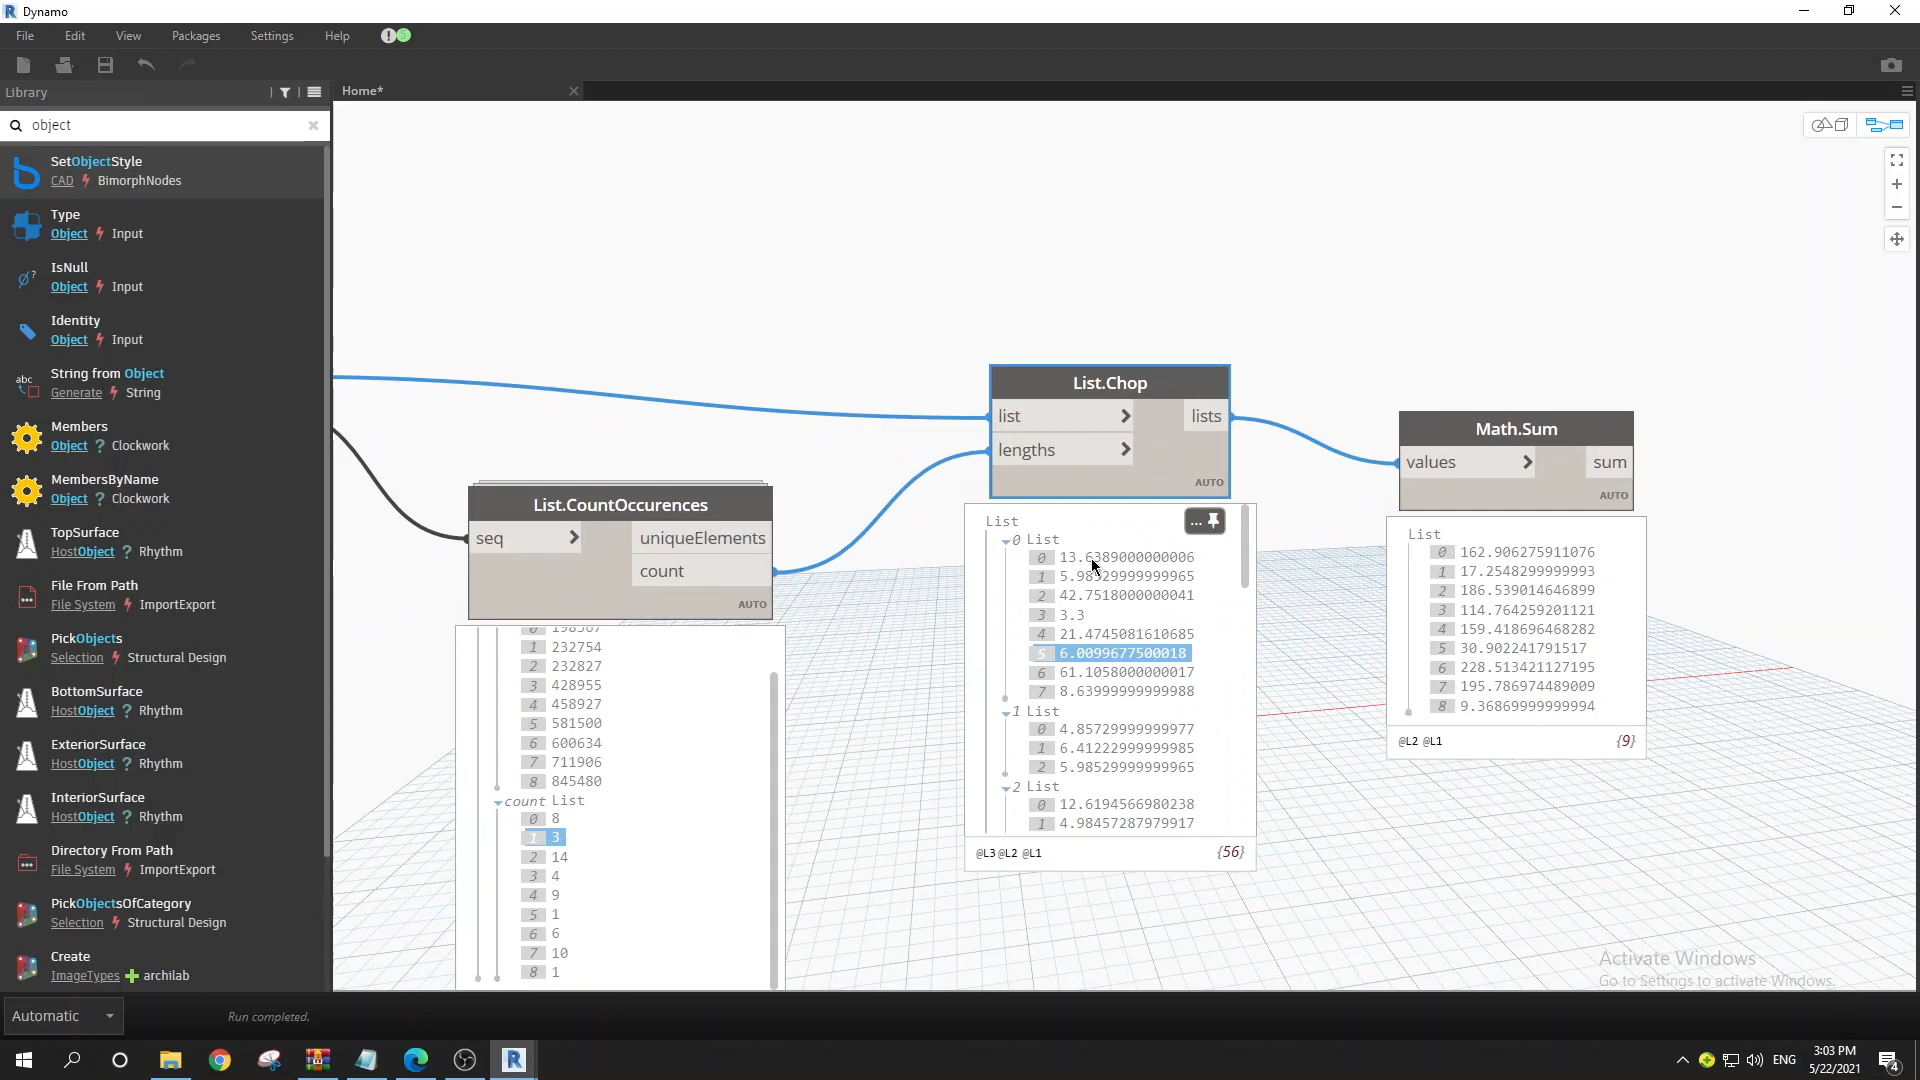 Dynamo
File Edit View Packages Settings Help
Library
Home*
object
SetObjectStyle
CAD BimorphNodes
Type
Object Input
IsNull
Object Input
Identity
Object Input
String from Object
abc
Generate String
Members
Object ? Clockwork
MembersByName
Object ? Clockwork
TopSurface
HostObject ? Rhythm
File From Path
File System ImportExport
PickObjects
Selection Structural Design
BottomSurface
HostObject ? Rhythm
ExteriorSurface
HostObject ? Rhythm
InteriorSurface
HostObject ? Rhythm
Directory From Path
File System ImportExport
PickObjectsOfCategory
Selection Structural Design
Create
ImageTypes archilab
List.CountOccurences
seq > uniqueElements
count
AUTO
0 198567
1 232754
2 232827
3 428955
4 458927
5 581500
6 600634
7 711906
8 845480
count List
0 8
1 3
2 14
3 4
4 9
5 1
6 6
7 10
8 1
List.Chop
list > lists
lengths >
AUTO
List
0 List
0 13.6389000000006
1 5.98529999999965
2 42.7518000000041
3 3.3
4 21.4745081610685
5 6.0099677500018
6 61.1058000000017
7 8.63999999999988
1 List
0 4.85729999999977
1 6.41222999999985
2 5.98529999999965
2 List
0 12.6194566980238
1 4.98457287979917
@L3 @L2 @L1 {56}
Math.Sum
values > sum
AUTO
List
0 162.906275911076
1 17.2548299999993
2 186.539014646899
3 114.764259201121
4 159.418696468282
5 30.902241791517
6 228.513421127195
7 195.786974489009
8 9.36869999999994
@L2 @L1 {9}
Activate Windows
Go to Settings to activate Windows.
Automatic
Run completed.
ENG
3:03 PM
5/22/2021
4